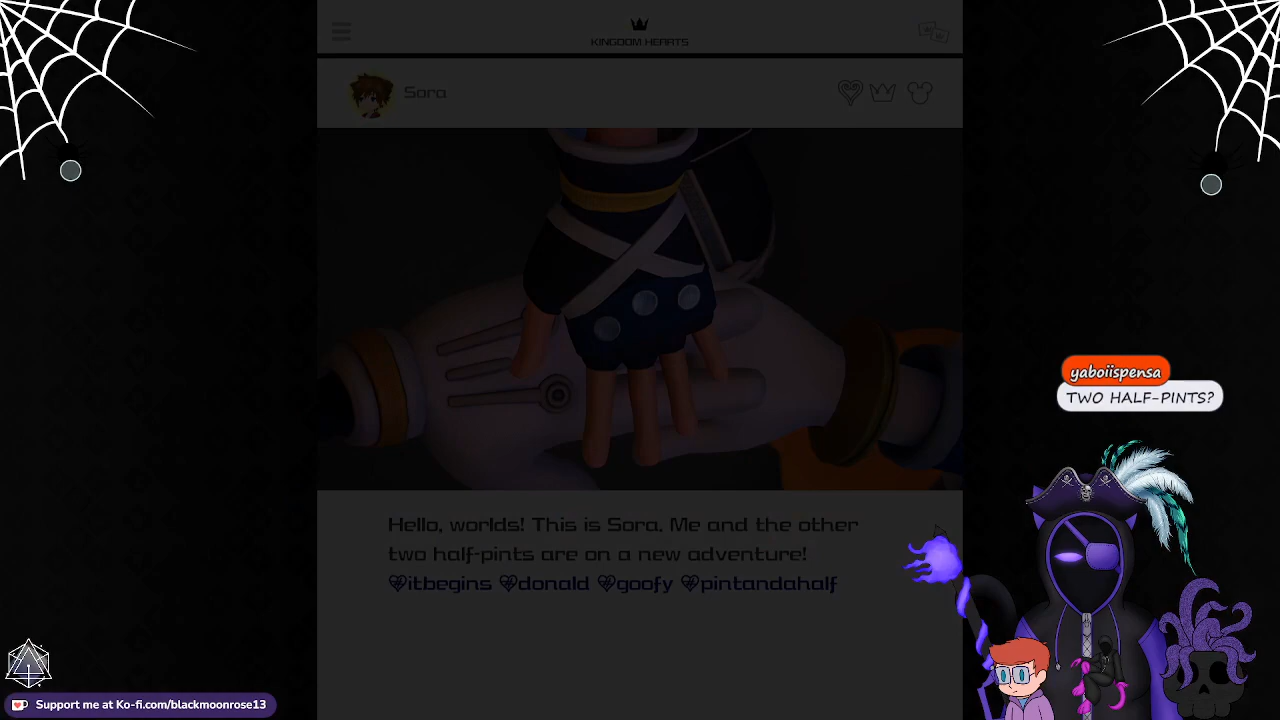 KINGDOM HEARTS
Sora
yaboiispensa
TWO HALF-PINTS?
Hello, worlds! This is Sora. Me and the other
two half-pints are on a new adventure!
itbegins donald goofy pintandahalf
Support me at Ko-fi.com/blackmoonrose13